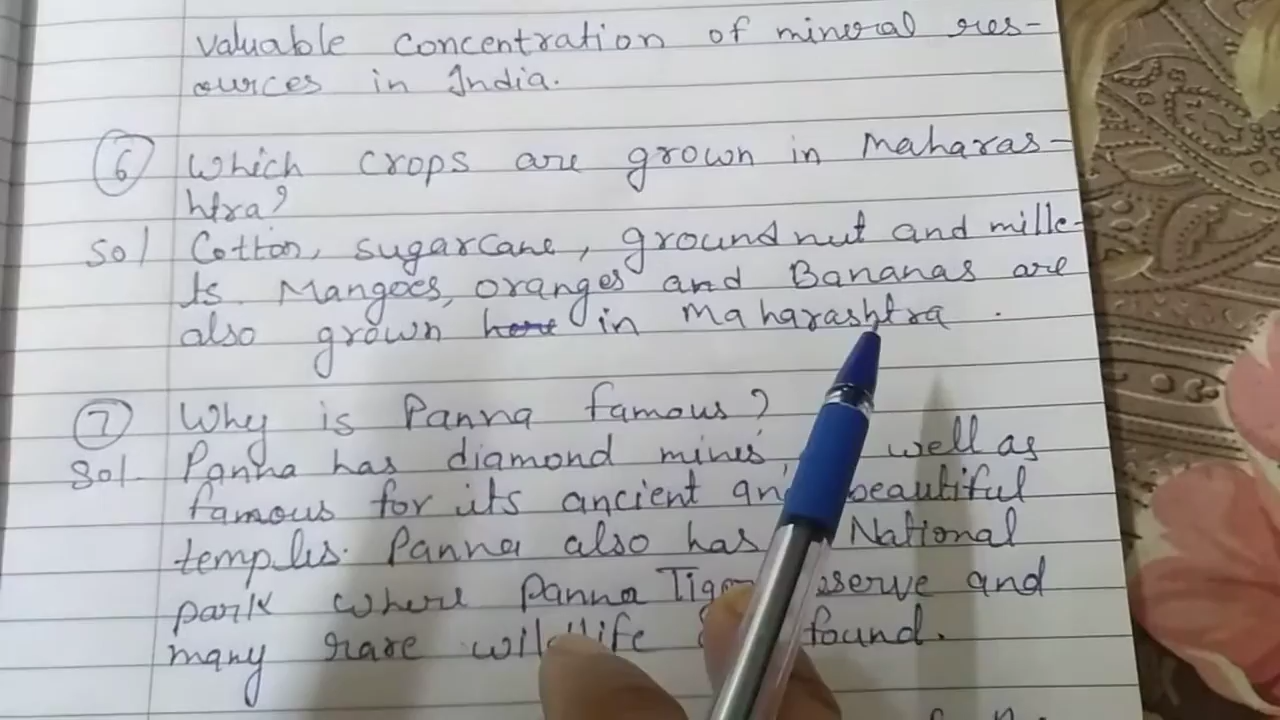 valuable concentration of mineral res-
ources in India.
6 Which crops are grown in Maharas-
htra?
Sol Cotton, sugarcane, groundnut and mille-
ts. Mangoes, oranges and Bananas are
also grown in Maharashtra.
7 Why is Panna famous?
Sol. Panna has diamond mines, well as
famous for its ancient beautiful
temples. Panna also has National
park where Panna
many rare wildlife found.